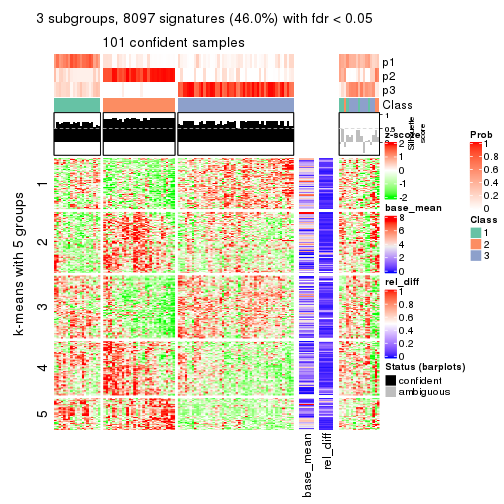 3 subgroups, 8097 signatures (46.0%) with fdr < 0.05
101 confident samples
p1
p2
p3
Class
1
0.5
0
Silhouette
score
k-means with 5 groups
1
2
3
4
5
base_mean
rel_diff
z-score
2
1
0
-1
-2
base_mean
8
6
4
2
0
rel_diff
1
0.8
0.6
0.4
0.2
0
Status (barplots)
confident
ambiguous
Prob
1
0.8
0.6
0.4
0.2
0
Class
1
2
3